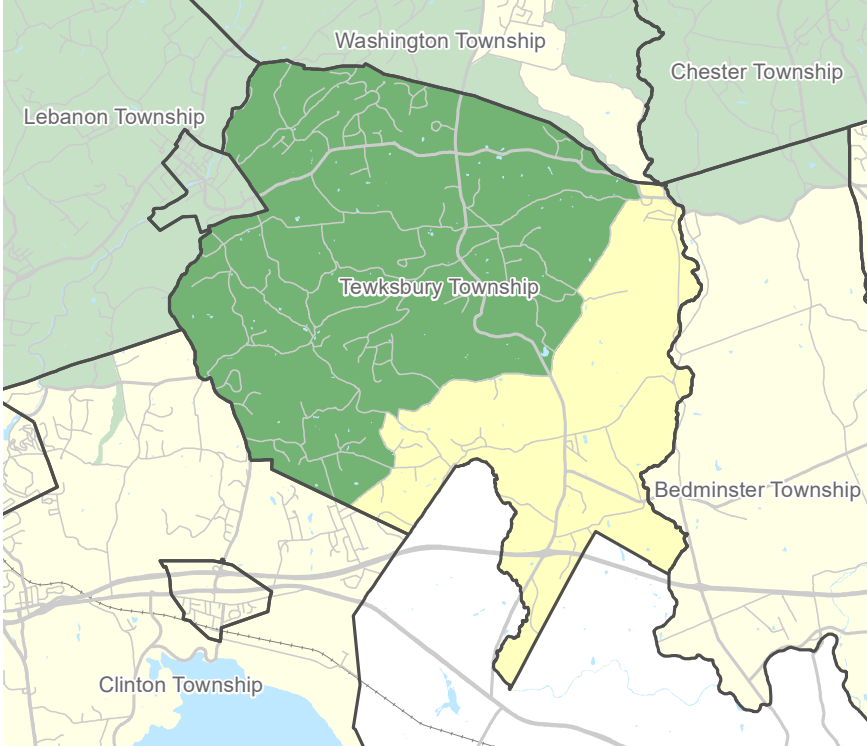 Washington Township
Chester Township
Lebanon Township
Tewksbury Township
Bedminster Township
Clinton Township